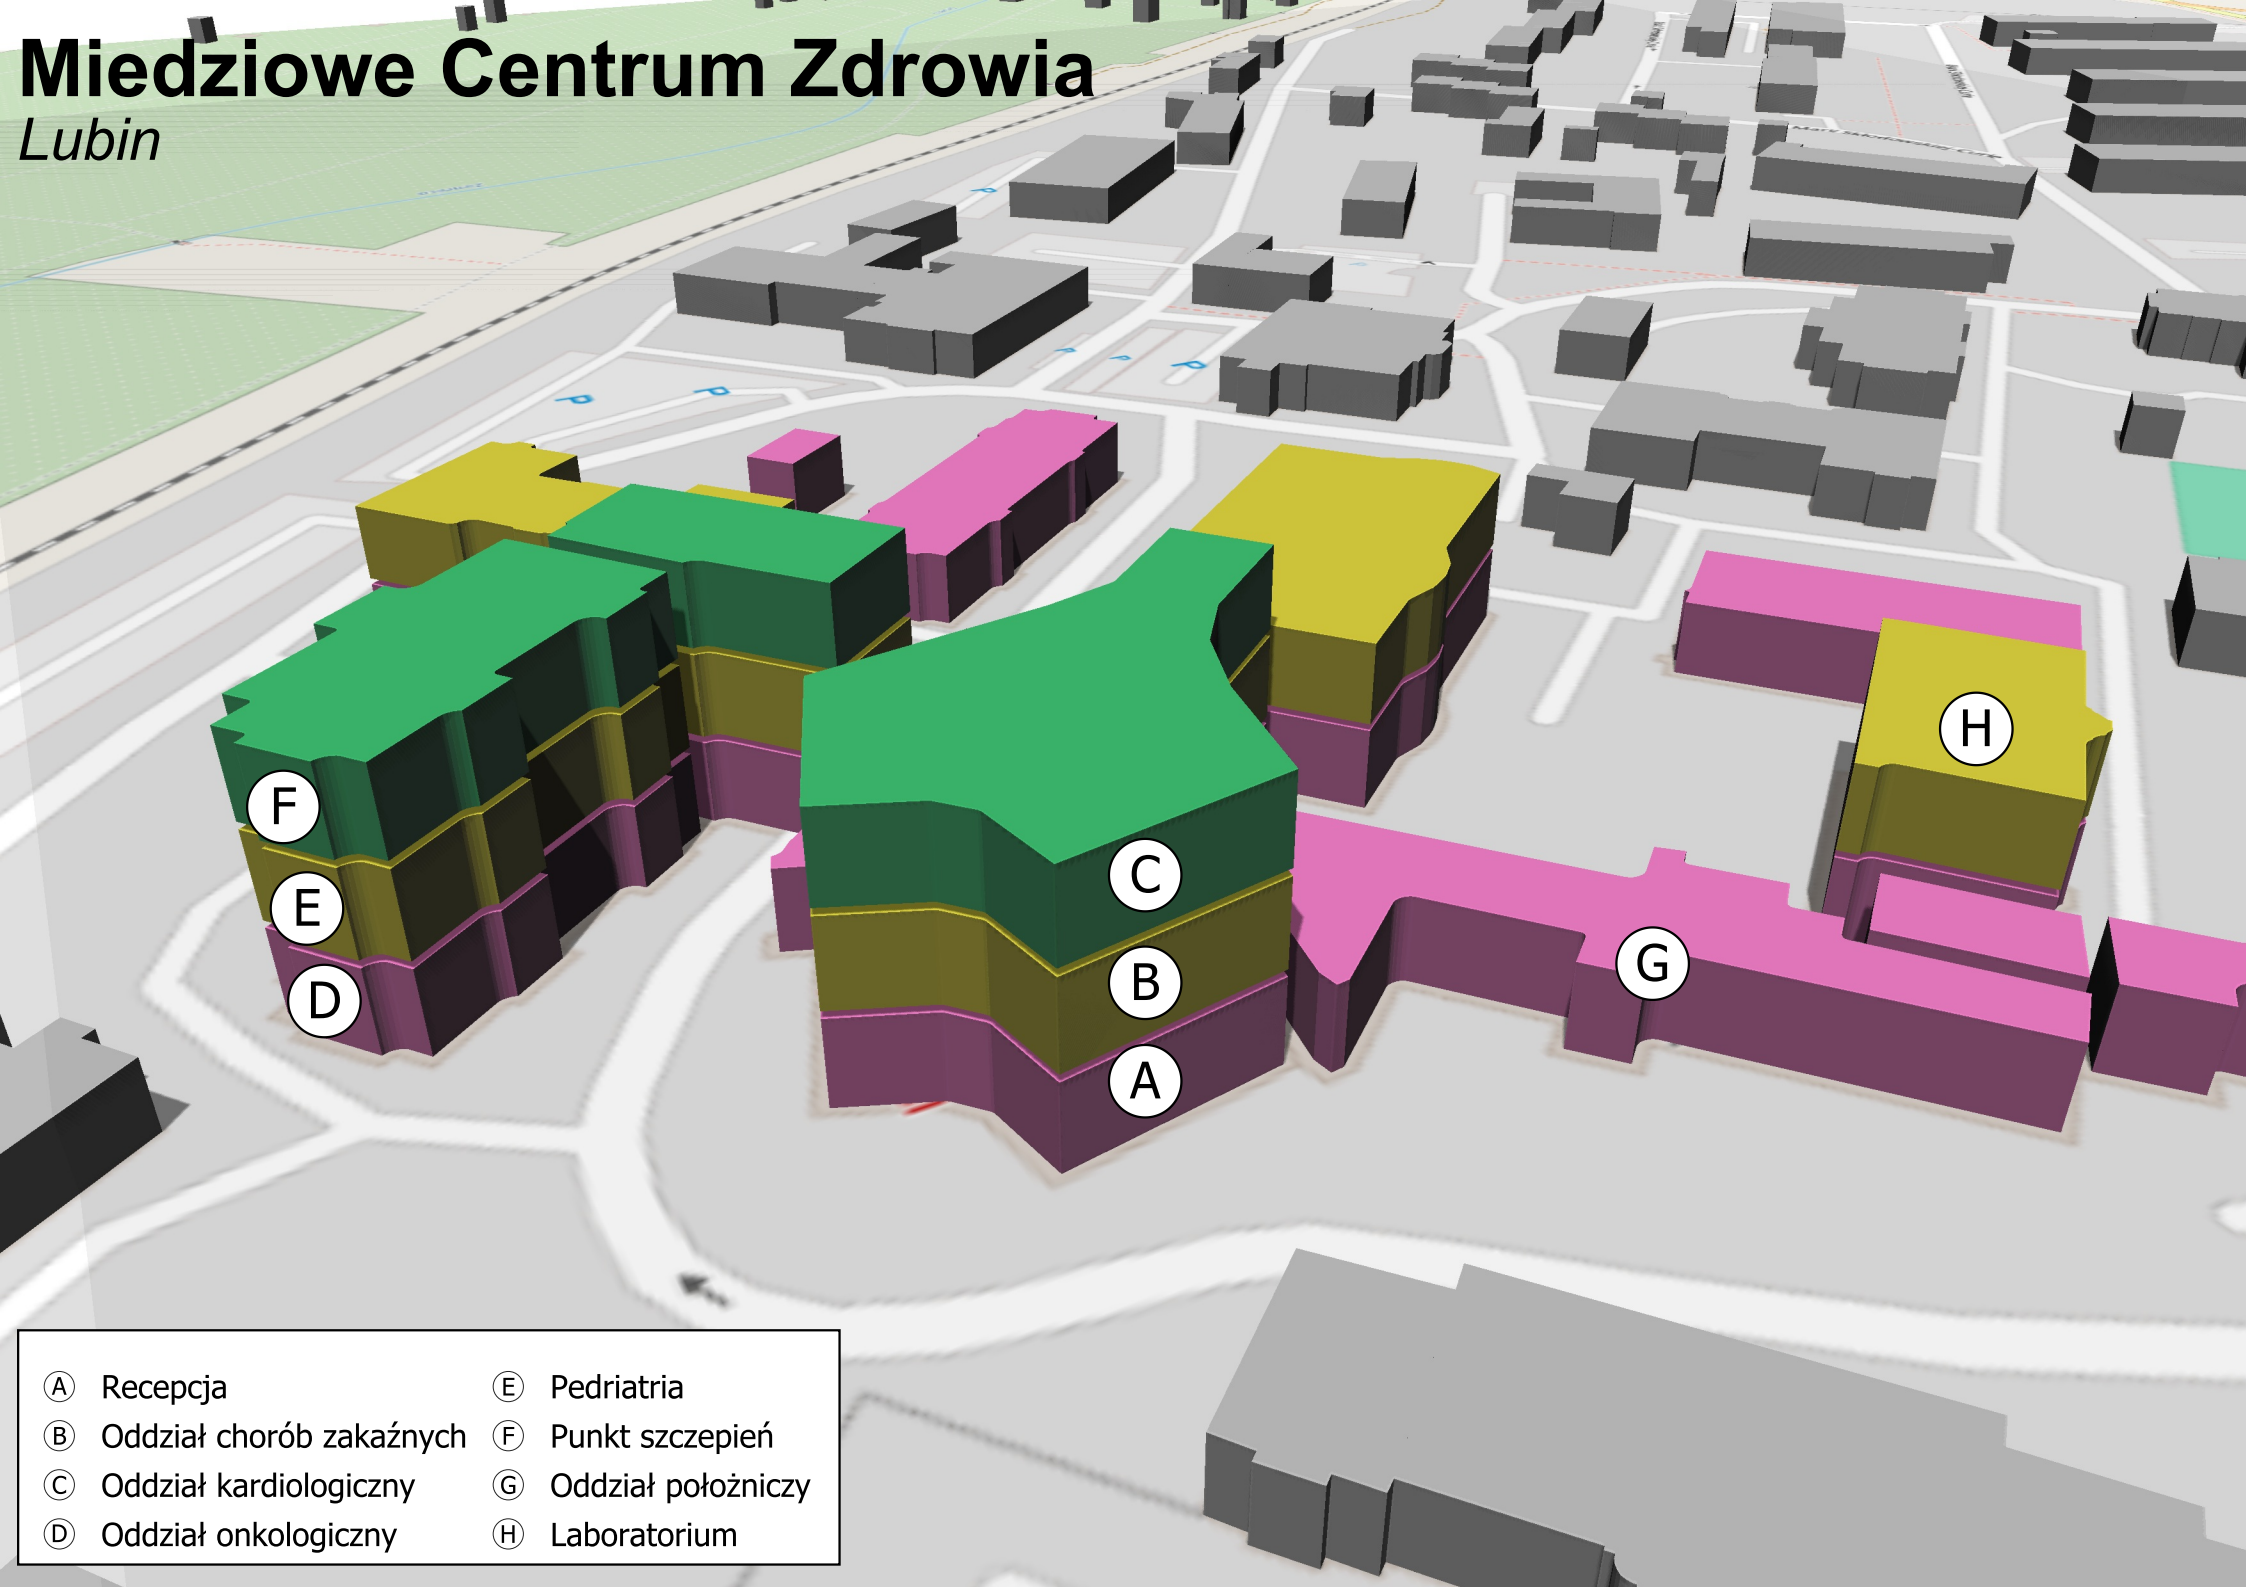 Miedziowe Centrum Zdrowia
Lubin
P
P
P
P
P
P
F
E
D
C
B
A
H
G
A Recepcja
B Oddział chorób zakaźnych
C Oddział kardiologiczny
D Oddział onkologiczny
E Pedriatria
F Punkt szczepień
G Oddział położniczy
H Laboratorium